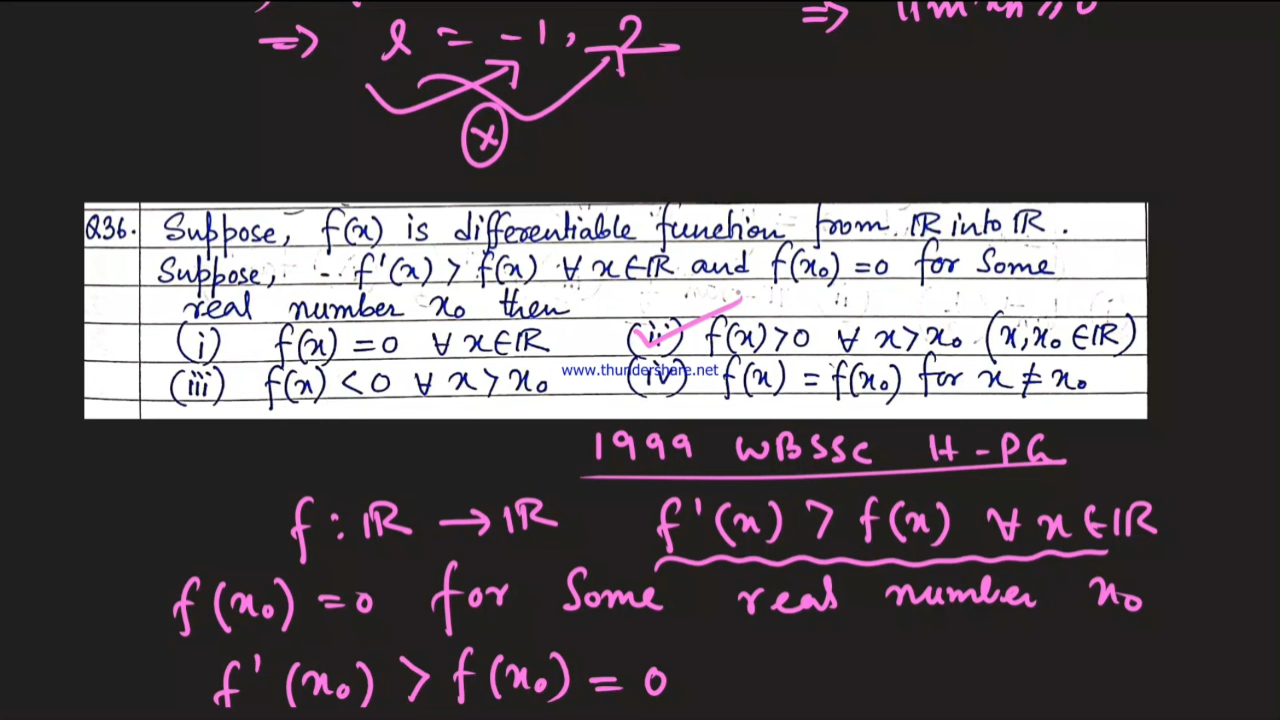 ⇒ l = -1, 2
⇒
x
Q36. Suppose, f(x) is differentiable function from ℝ into ℝ.
Suppose, f'(x) > f(x) ∀ x∈ℝ and f(x₀) = 0 for some
real number x₀ then
(i) f(x) = 0 ∀ x∈ℝ (ii) f(x) > 0 ∀ x > x₀ (x, x₀ ∈ℝ)
(iii) f(x) < 0 ∀ x > x₀ www.thundershare.net (iv) f(x) = f(x₀) for x ≠ x₀
1999 WBSSC H-PG
f : ℝ → ℝ f'(x) > f(x) ∀ x∈ℝ
f(x₀) = 0 for some real number x₀
f'(x₀) > f(x₀) = 0